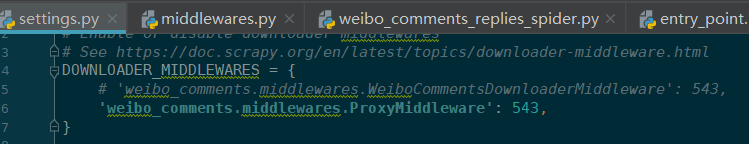 settings.py
middlewares.py
weibo_comments_replies_spider.py
entry_point.
2 # Enable or disable downloader middlewares
3 # See https://doc.scrapy.org/en/latest/topics/downloader-middleware.html
4 DOWNLOADER_MIDDLEWARES = {
5 # 'weibo_comments.middlewares.WeiboCommentsDownloaderMiddleware': 543,
6 'weibo_comments.middlewares.ProxyMiddleware': 543,
7 }
8